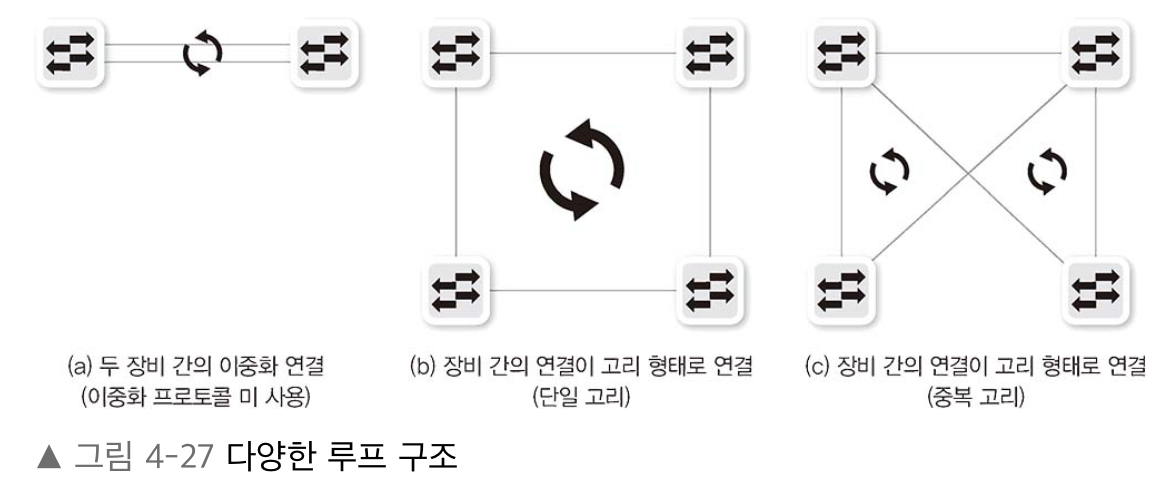 (a) 두 장비 간의 이중화 연결
(이중화 프로토콜 미 사용)
(b) 장비 간의 연결이 고리 형태로 연결
(단일 고리)
(c) 장비 간의 연결이 고리 형태로 연결
(중복 고리)
▲ 그림 4-27 다양한 루프 구조